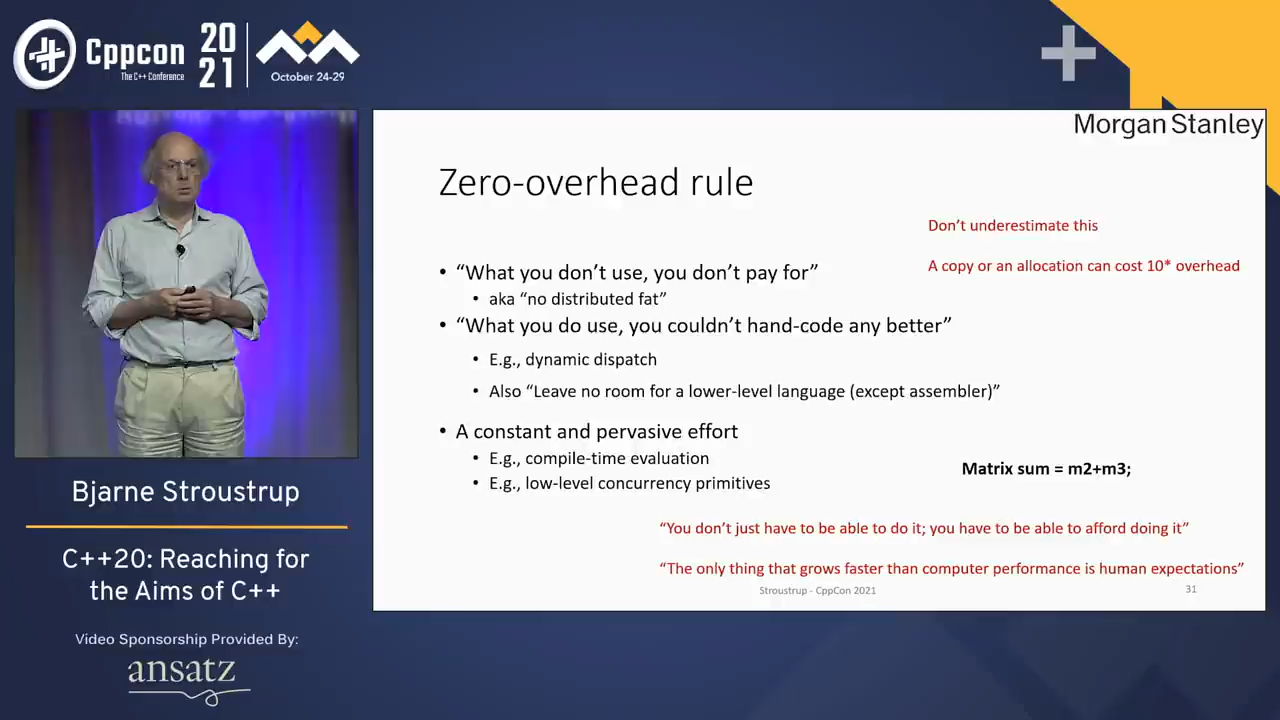 Cppcon
The C++ Conference
20
21
October 24-29
Morgan Stanley
Zero-overhead rule
Don't underestimate this
A copy or an allocation can cost 10* overhead
• “What you don't use, you don't pay for”
• aka “no distributed fat”
• “What you do use, you couldn't hand-code any better”
• E.g., dynamic dispatch
• Also “Leave no room for a lower-level language (except assembler)”
• A constant and pervasive effort
• E.g., compile-time evaluation
• E.g., low-level concurrency primitives
Matrix sum = m2+m3;
“You don't just have to be able to do it; you have to be able to afford doing it”
“The only thing that grows faster than computer performance is human expectations”
Stroustrup - CppCon 2021
31
Bjarne Stroustrup
C++20: Reaching for
the Aims of C++
Video Sponsorship Provided By:
ansatz